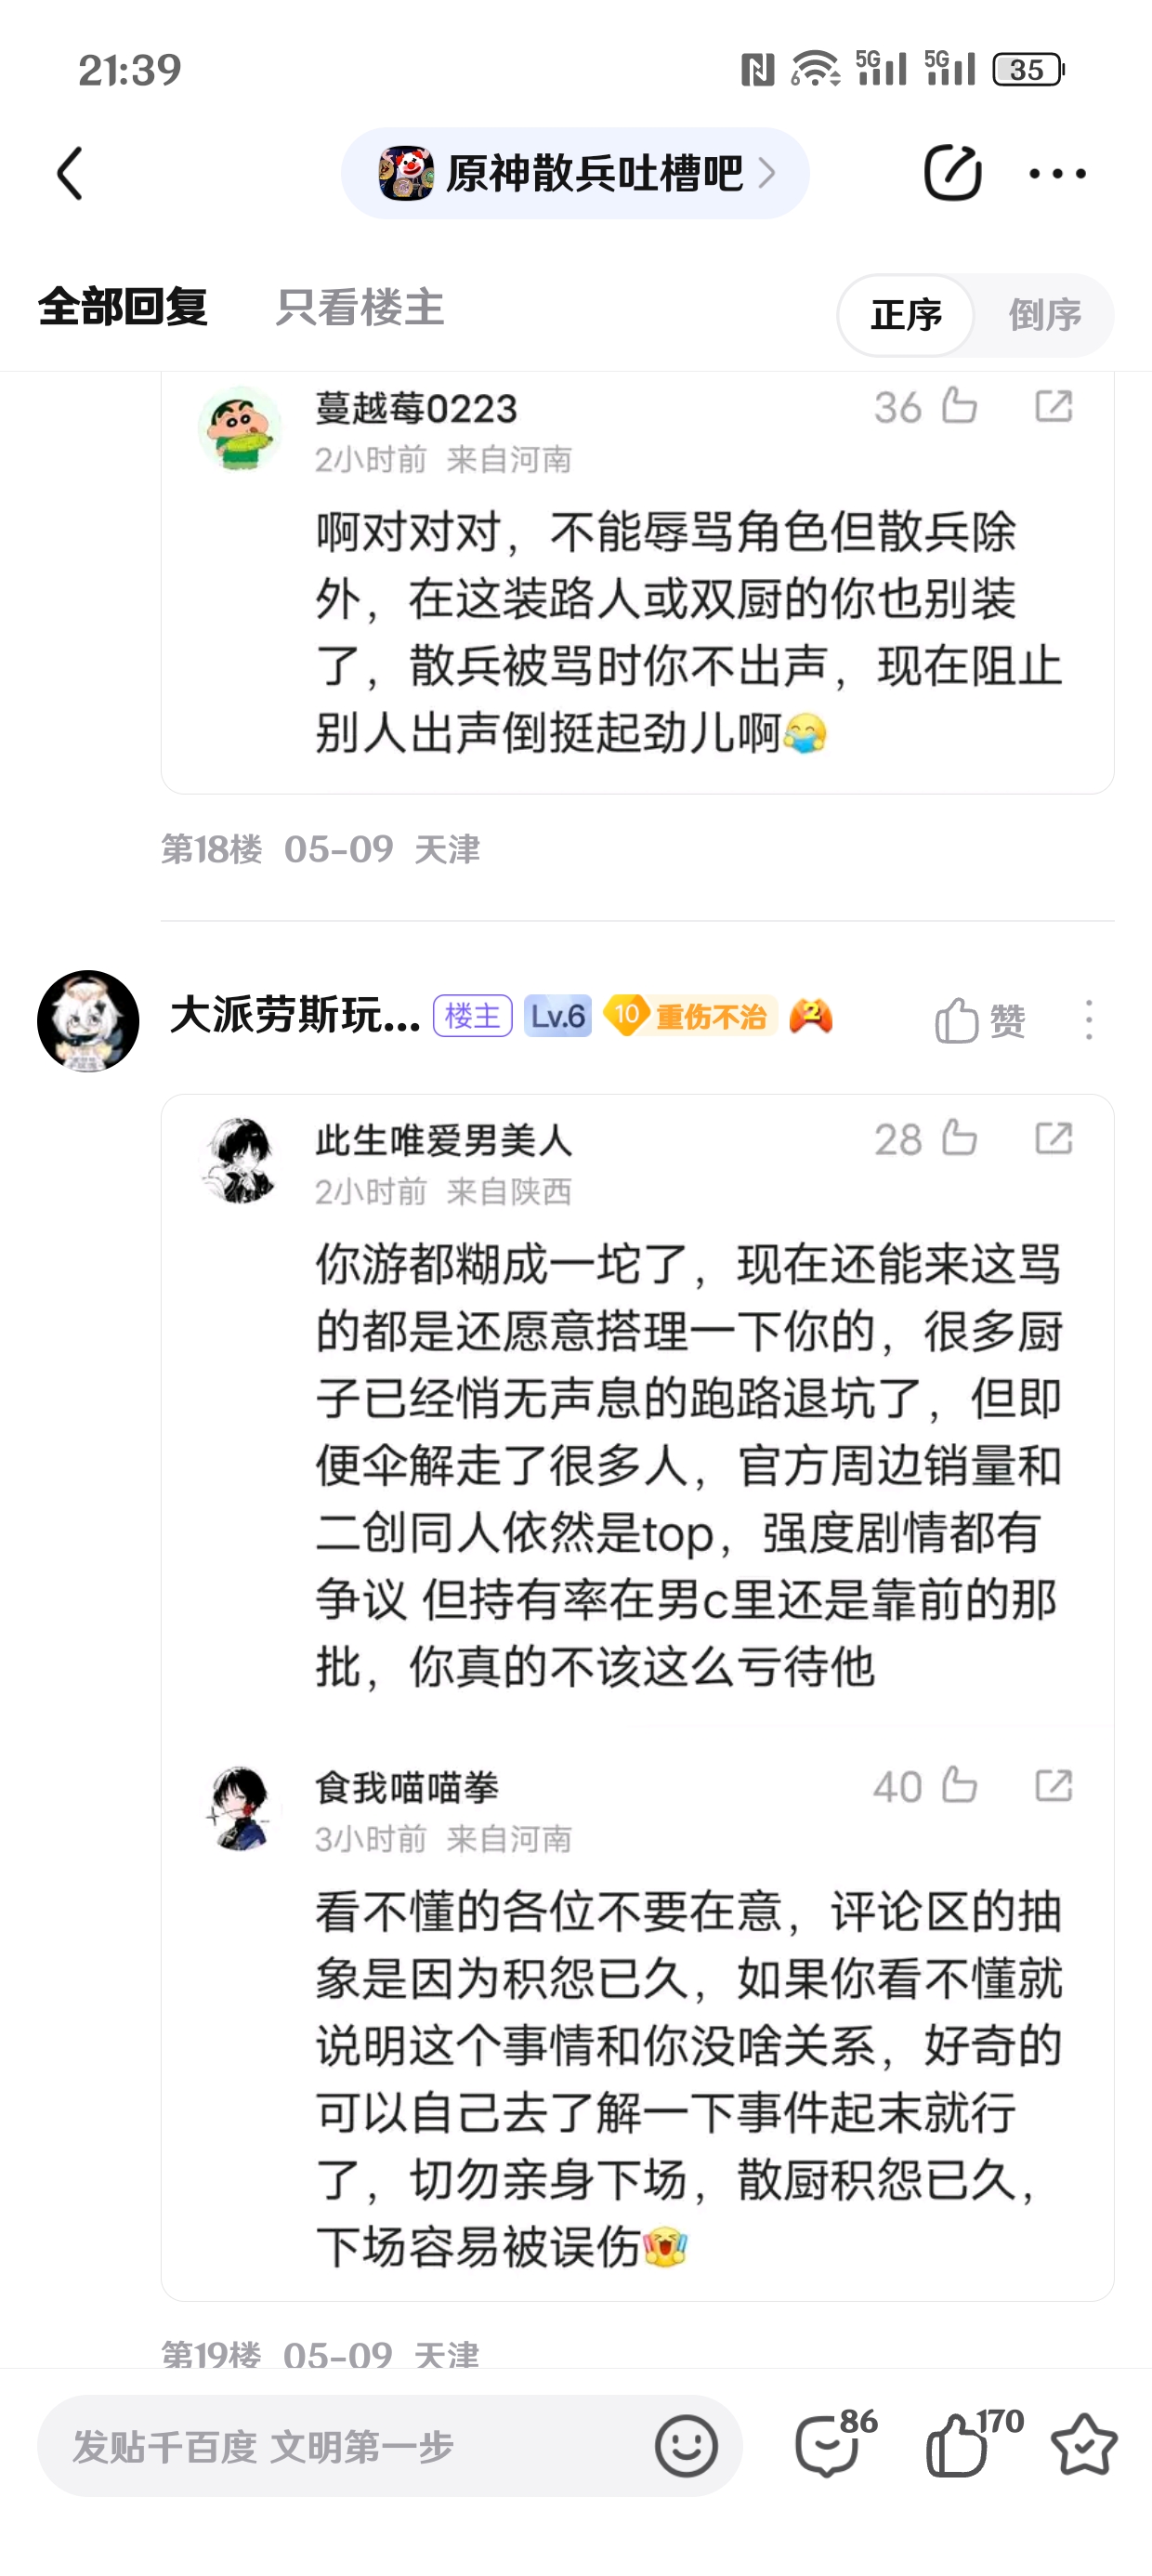 21:39
6
5G
5G
35
原神散兵吐槽吧
全部回复
只看楼主
正序
倒序
蔓越莓0223
36
2小时前 来自河南
啊对对对，不能辱骂角色但散兵除
外，在这装路人或双厨的你也别装
了，散兵被骂时你不出声，现在阻止
别人出声倒挺起劲儿啊
第18楼 05-09 天津
大派劳斯玩...
楼主
Lv.6
10
重伤不治
2
赞
此生唯爱男美人
28
2小时前 来自陕西
你游都糊成一坨了，现在还能来这骂
的都是还愿意搭理一下你的，很多厨
子已经悄无声息的跑路退坑了，但即
便伞解走了很多人，官方周边销量和
二创同人依然是top，强度剧情都有
争议 但持有率在男c里还是靠前的那
批，你真的不该这么亏待他
食我喵喵拳
40
3小时前 来自河南
看不懂的各位不要在意，评论区的抽
象是因为积怨已久，如果你看不懂就
说明这个事情和你没啥关系，好奇的
可以自己去了解一下事件起末就行
了，切勿亲身下场，散厨积怨已久，
下场容易被误伤
第19楼 05-09 天津
发贴千百度 文明第一步
86
170